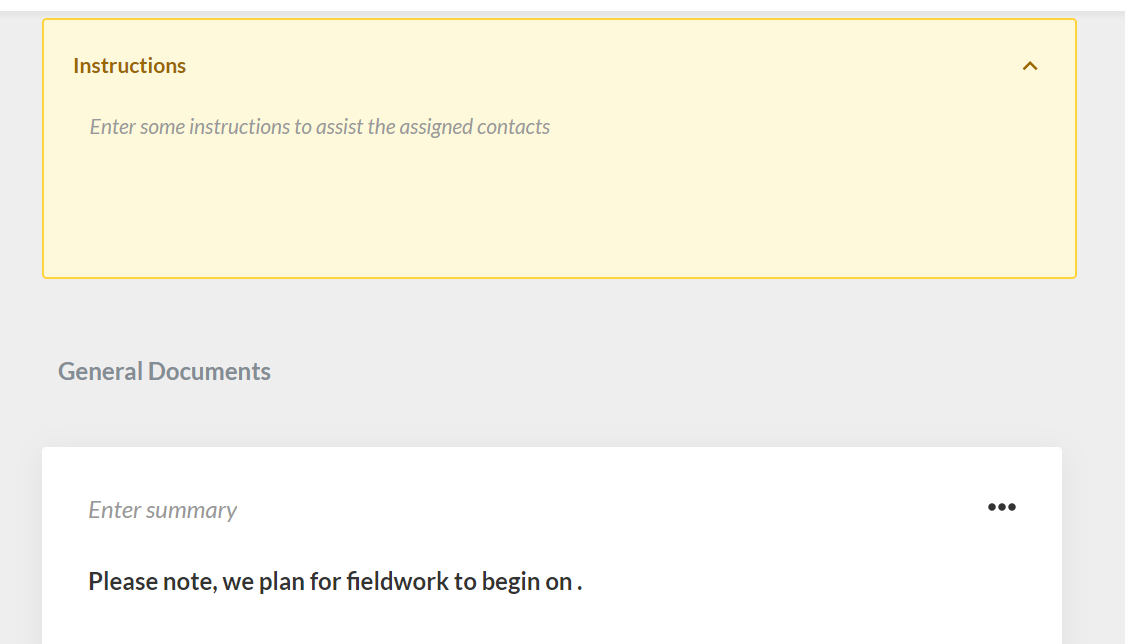 Instructions
Enter some instructions to assist the assigned contacts
General Documents
Enter summary
Please note, we plan for fieldwork to begin on .